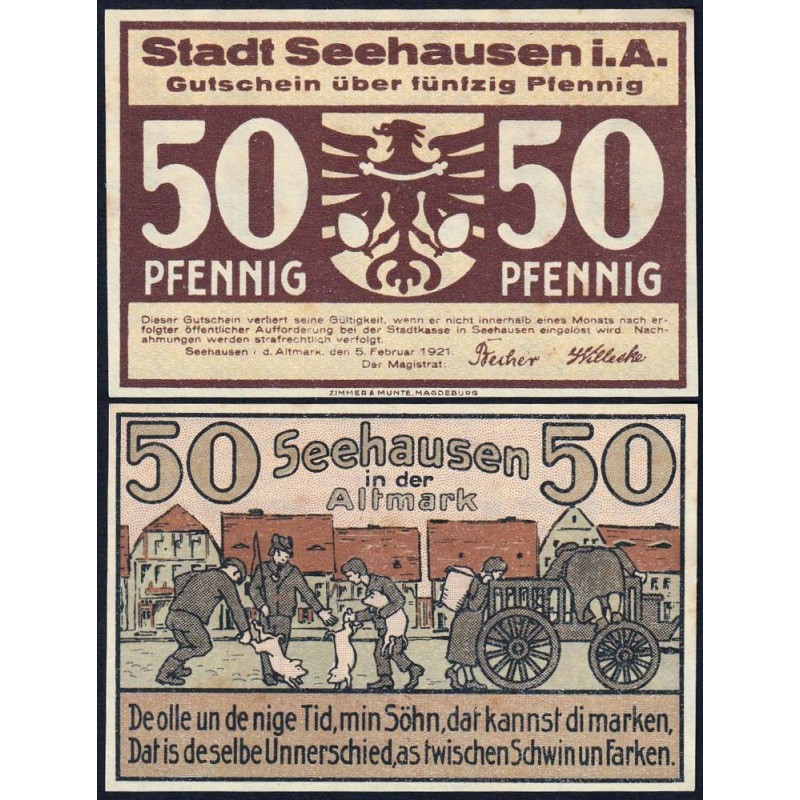 Stadt Seehausen i.A.
Gutschein über fünfzig Pfennig
50 50
PFENNIG PFENNIG
Dieser Gutschein verliert seine Gültigkeit, wenn er nicht innerhalb eines Monats nach er-
folgter öffentlicher Aufforderung bei der Stadtkasse in Seehausen eingelöst wird. Nach-
ahmungen werden strafrechtlich verfolgt.
Seehausen i. d. Altmark, den 5. Februar 1921.
Der Magistrat: Becher Willecke
ZIMMER & MUNTE, MAGDEBURG
50 Seehausen 50
in der
Altmark
De olle un de nige Tid, min Söhn, dat kannst di marken,
Dat is deselbe Unnerschied, as twischen Schwin un Farken.